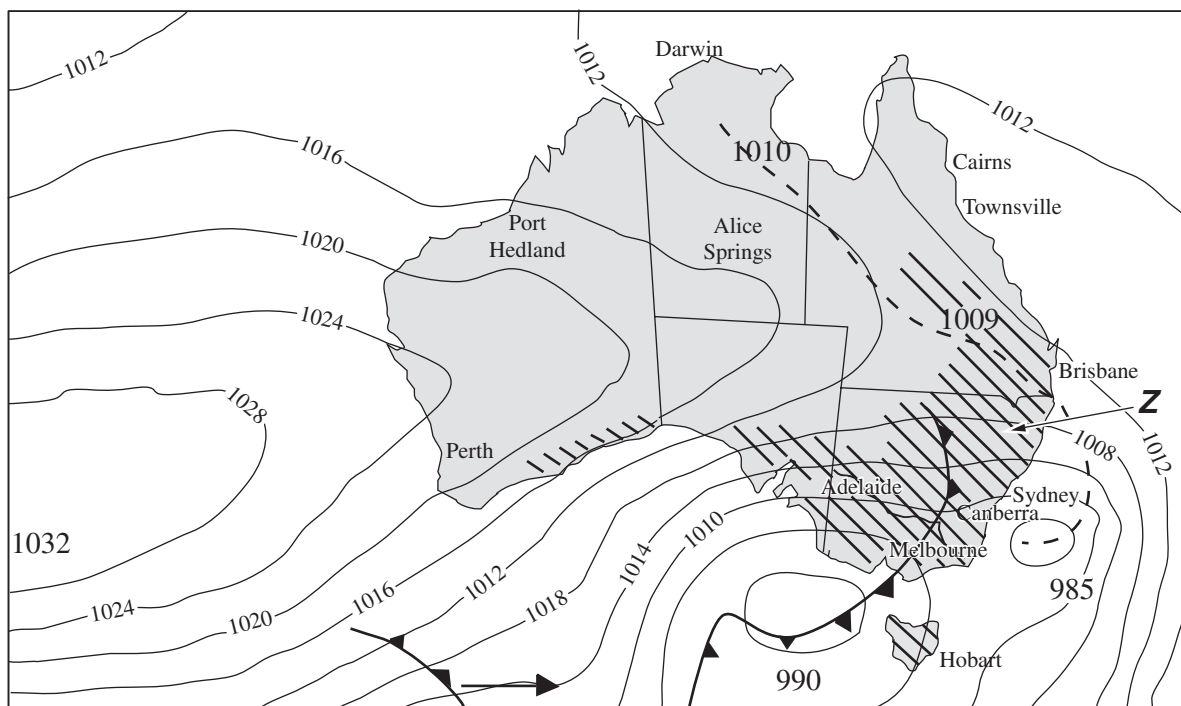 Darwin
1012
1012
1012
1016
1010
Cairns
Townsville
Port
Hedland
Alice
Springs
1020
1024
1009
Brisbane
1028
Z
Perth
1008
1012
Adelaide
Sydney
Canberra
1032
1010
Melbourne
1014
985
1016
1012
1018
1024
1020
Hobart
990